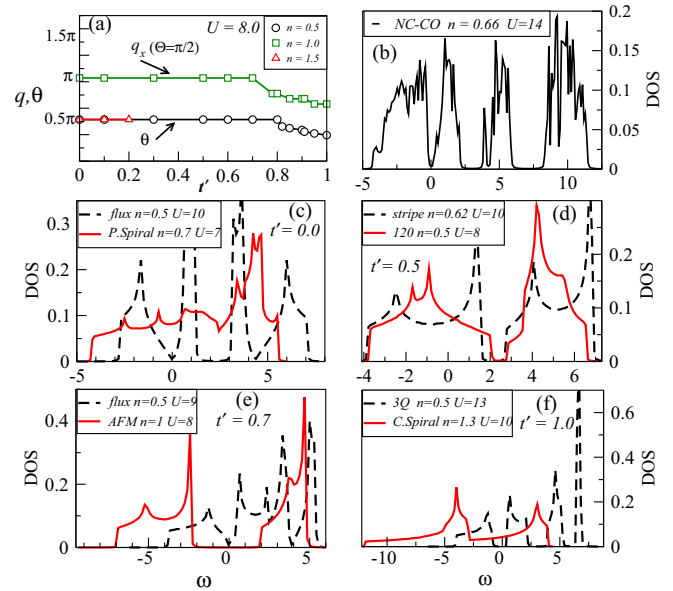 (a)
U = 8.0
n = 0.5
n = 1.0
n = 1.5
q_x (Θ=π/2)
θ
1.5π
π
0.5π
q,θ
0 0.2 0.4 0.6 0.8 1
t′
NC-CO n = 0.66 U=14
(b)
0.2
0.15
0.1
0.05
0
DOS
-5 0 5 10
flux n=0.5 U=10
P.Spiral n=0.7 U=7
(c)
t′ = 0.0
0.3
0.2
0.1
0
DOS
-5 0 5
stripe n=0.62 U=10
120 n=0.5 U=8
(d)
t′ = 0.5
0.2
0.1
0
DOS
-4 -2 0 2 4 6
flux n=0.5 U=9
AFM n=1 U=8
(e)
t′ = 0.7
0.4
0.2
0
DOS
-5 0 5
ω
3Q n=0.5 U=13
C.Spiral n=1.3 U=10
(f)
t′ = 1.0
0.6
0.4
0.2
0
DOS
-10 -5 0 5
ω